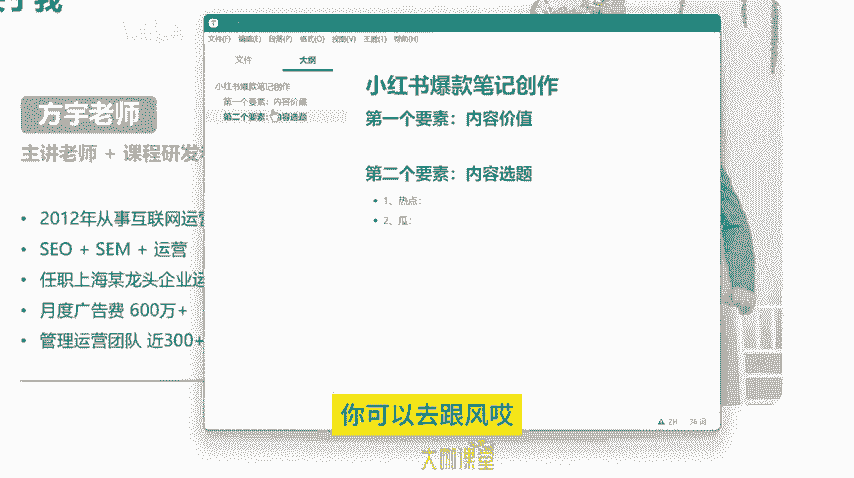 于我
方宇老师
主讲老师 + 课程研发
• 2012年从事互联网运营
• SEO + SEM + 运营
• 任职上海某龙头企业运
• 月度广告费 600万+
• 管理运营团队 近300+
T
文件(F) 编辑(E) 段落(P) 格式(O) 视图(V) 主题(T) 帮助(H)
文件 大纲
小红书爆款笔记创作
第一个要素：内容价值
第二个要素：内容选题
小红书爆款笔记创作
第一个要素：内容价值
第二个要素：内容选题
• 1、热点：
• 2、瓜：
ZH 36 词
你可以去跟风哎
大咖课堂